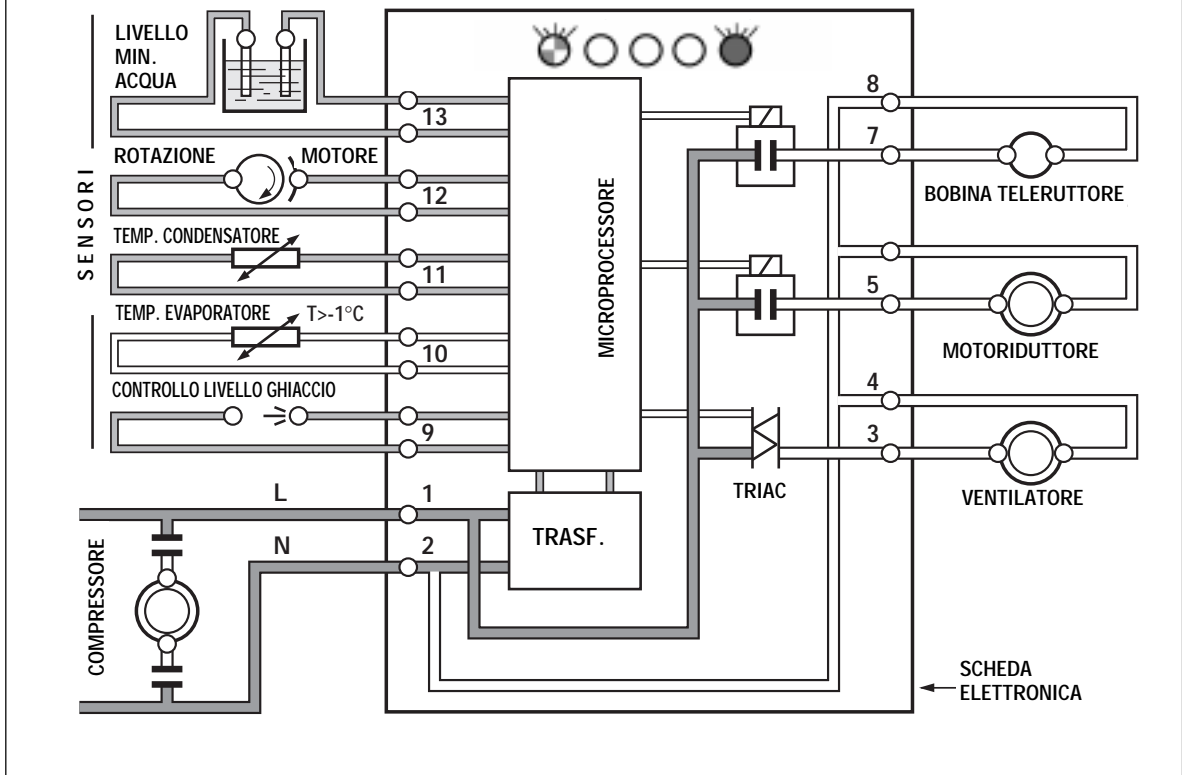 LIVELLO
MIN.
ACQUA
13
ROTAZIONE MOTORE
12
TEMP. CONDENSATORE
11
TEMP. EVAPORATORE T>-1°C
10
CONTROLLO LIVELLO GHIACCIO
9
SENSORI
L
1
N
2
COMPRESSORE
MICROPROCESSORE
TRASF.
TRIAC
8
7
BOBINA TELERUTTORE
5
MOTORIDUTTORE
4
3
VENTILATORE
SCHEDA
ELETTRONICA